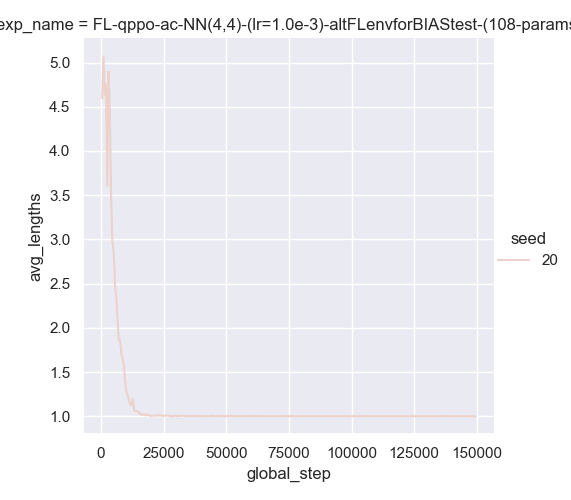 exp_name = FL-qppo-ac-NN(4,4)-(lr=1.0e-3)-altFLenvforBIAStest-(108-params
5.0
4.5
4.0
3.5
3.0
2.5
2.0
1.5
1.0
avg_lengths
0 25000 50000 75000 100000 125000 150000
global_step
seed
20